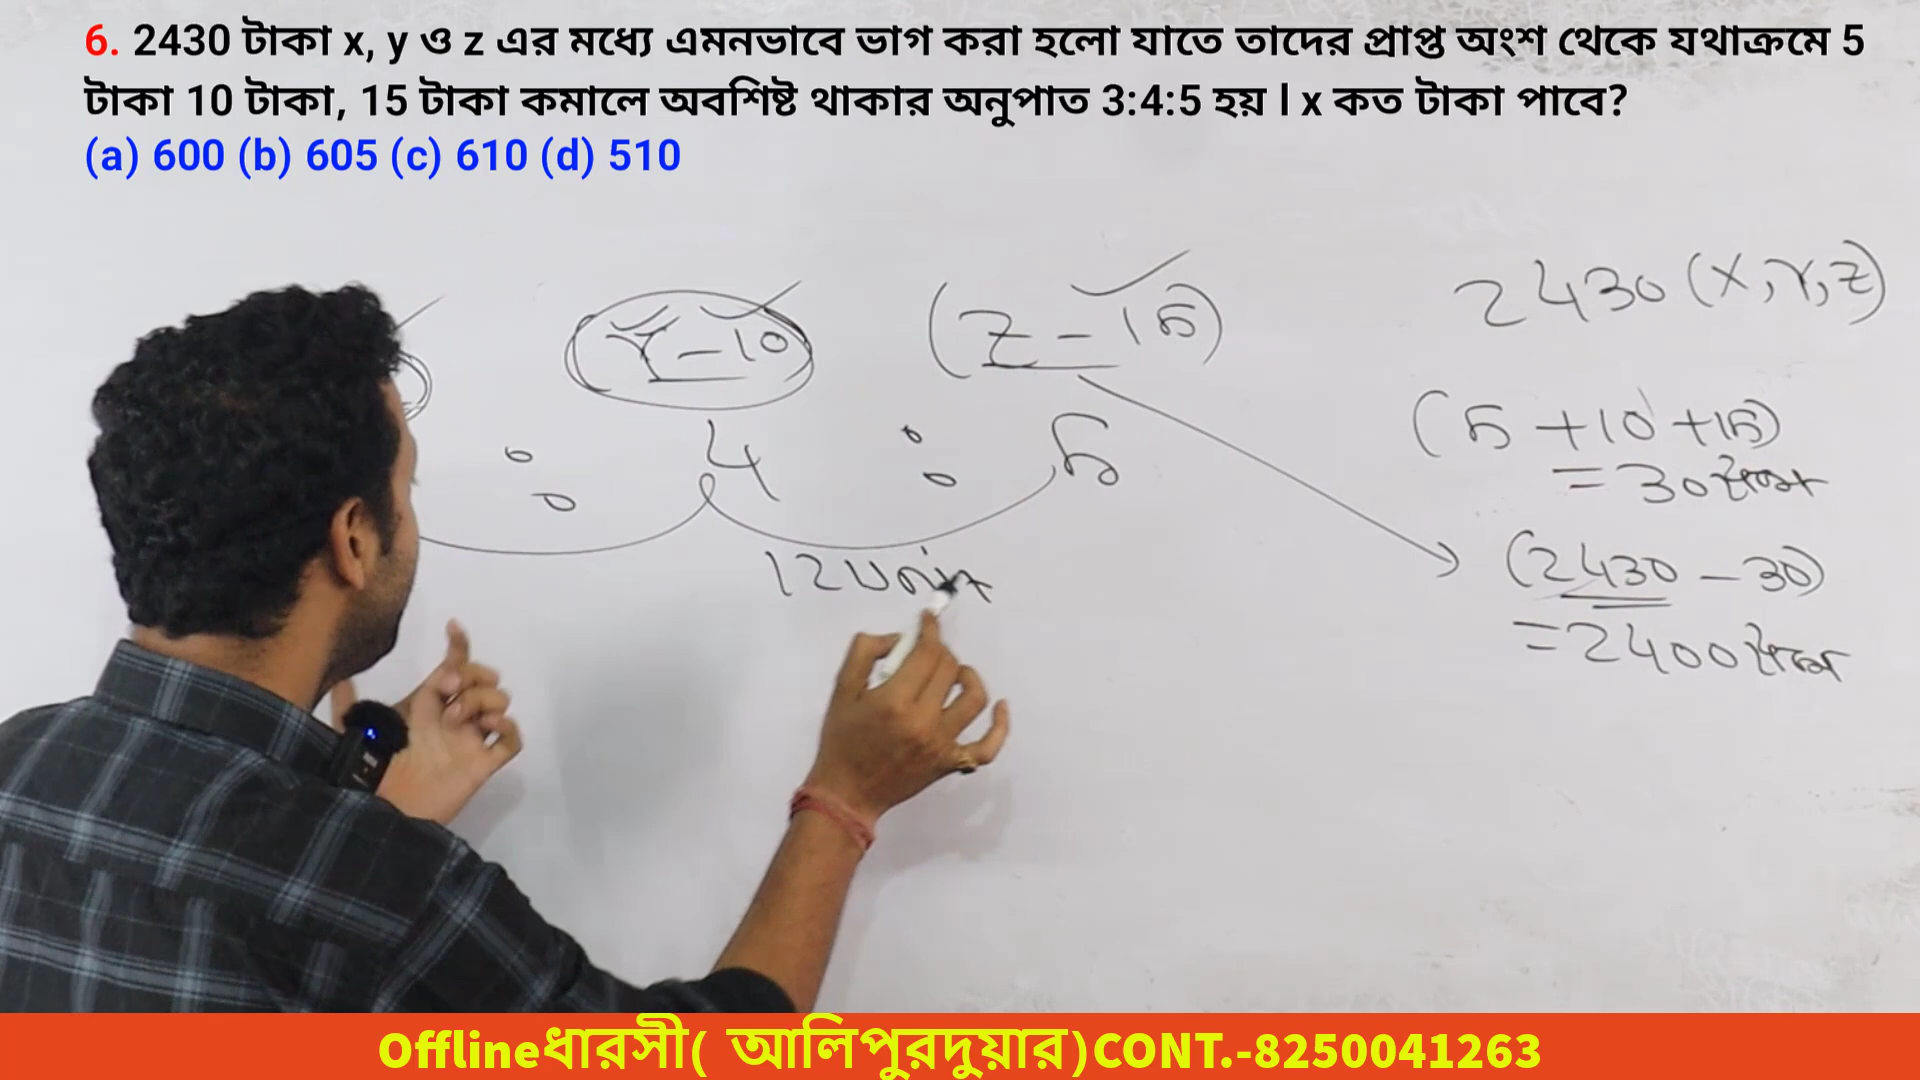 6. 2430 টাকা x, y ও z এর মধ্যে এমনভাবে ভাগ করা হলো যাতে তাদের প্রাপ্ত অংশ থেকে যথাক্রমে 5
টাকা 10 টাকা, 15 টাকা কমালে অবশিষ্ট থাকার অনুপাত 3:4:5 হয় l x কত টাকা পাবে?
(a) 600 (b) 605 (c) 610 (d) 510
2430 (X,Y,Z)
Y-10 (Z-15)
: 4 : 5
(5+10+15)
=30 টাকা
12 Unit
(2430-30)
=2400 টাকা
Offlineধারসী( আলিপুরদুয়ার)CONT.-8250041263